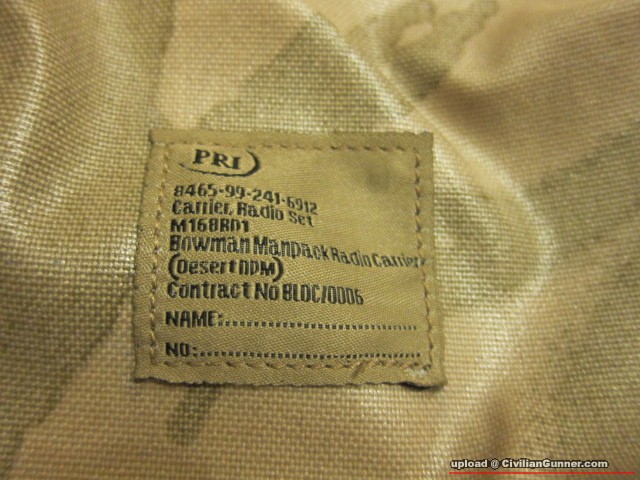 PRI
8465-99-241-6912
Carrier, Radio Set
M168RD1
Bowman Manpack Radio Carrier
(Desert DPM)
Contract No BLDC/0006
NAME:..............................
NO:..................................
upload @ CivilianGunner.com